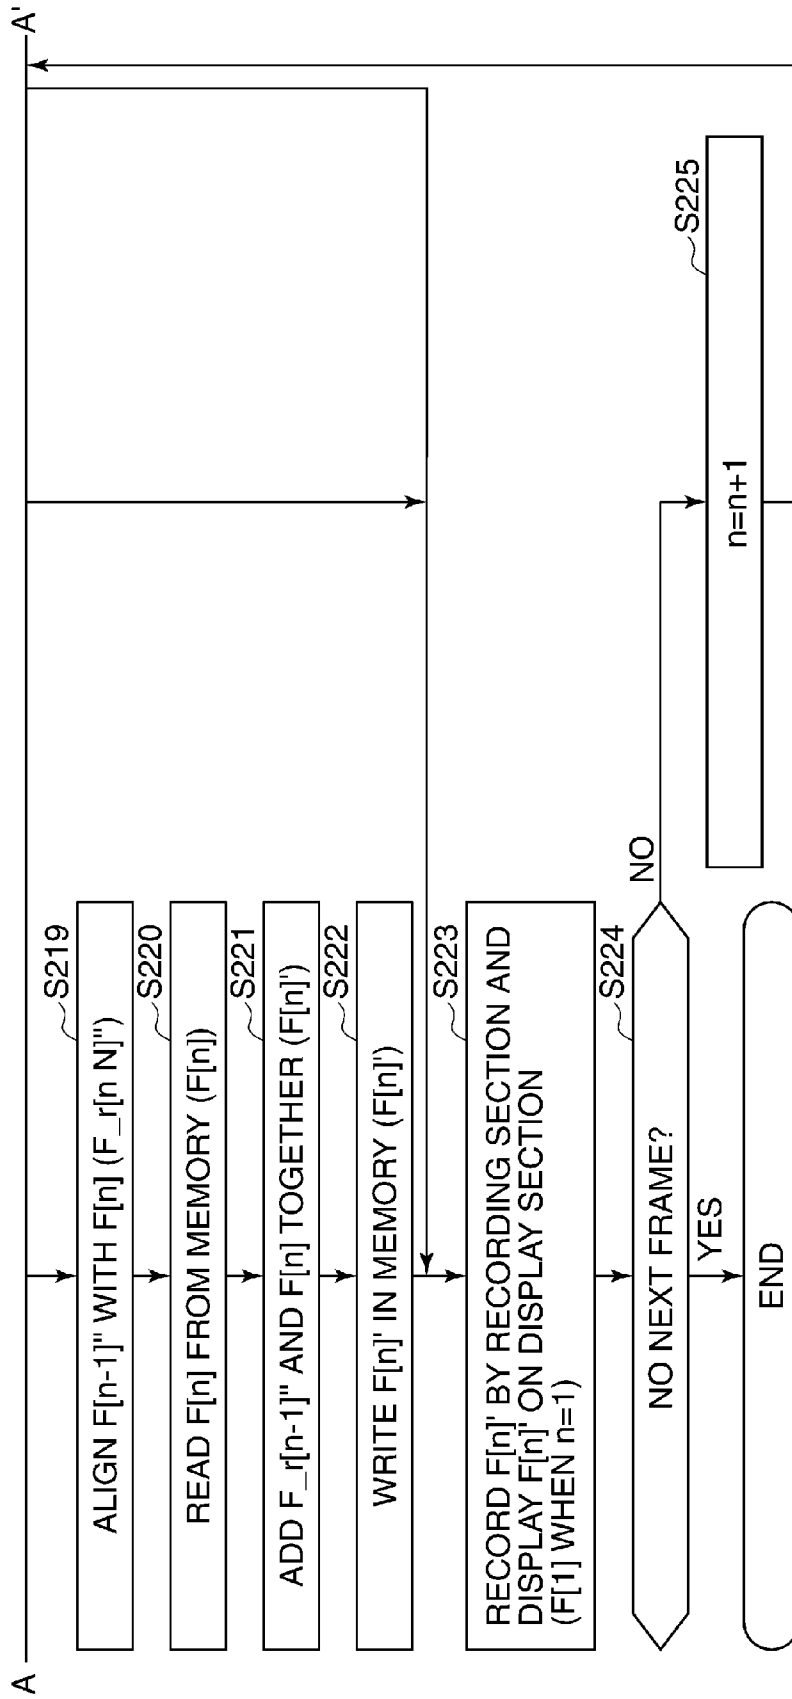 A
A'
S219
ALIGN F[n-1]" WITH F[n] (F_r[n N]")
S220
READ F[n] FROM MEMORY (F[n])
S221
ADD F_r[n-1]" AND F[n] TOGETHER (F[n]')
S222
WRITE F[n]' IN MEMORY (F[n]')
S223
RECORD F[n]' BY RECORDING SECTION AND
DISPLAY F[n]' ON DISPLAY SECTION
(F[1] WHEN n=1)
S224
NO NEXT FRAME?
NO
YES
S225
n=n+1
END